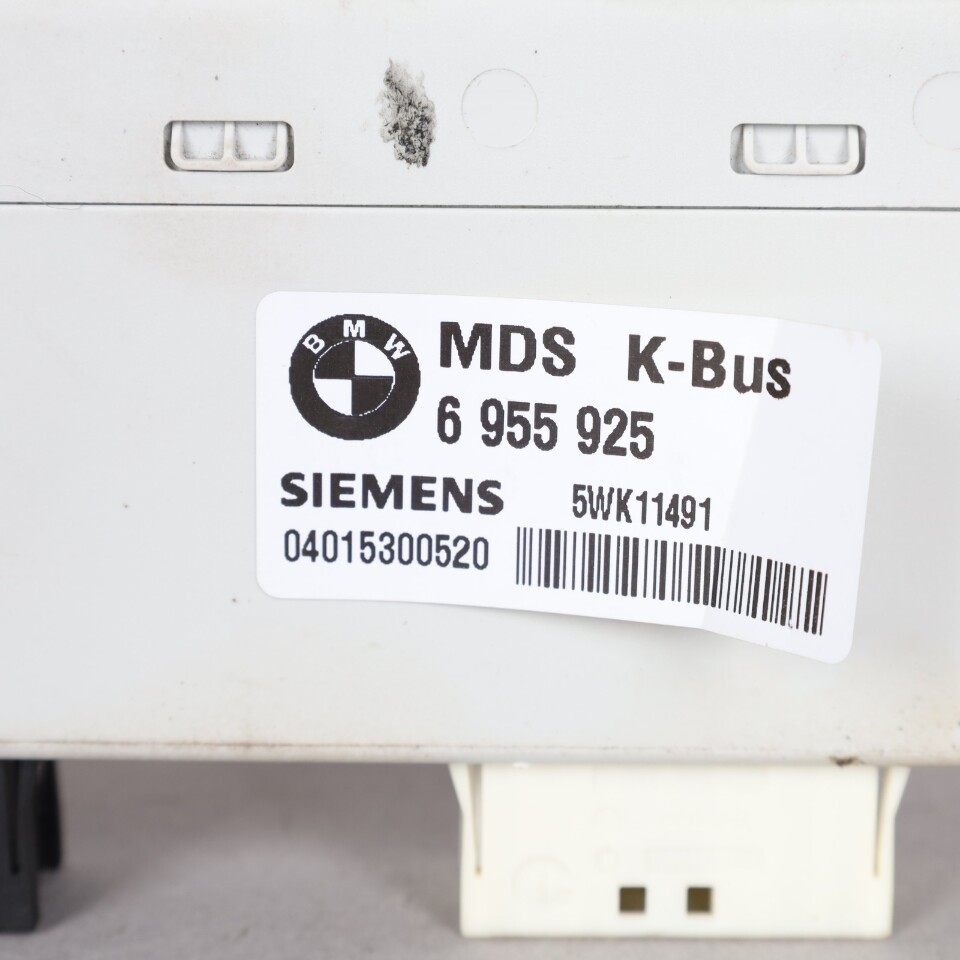 BMW
MDS K-Bus
6 955 925
SIEMENS 5WK11491
04015300520